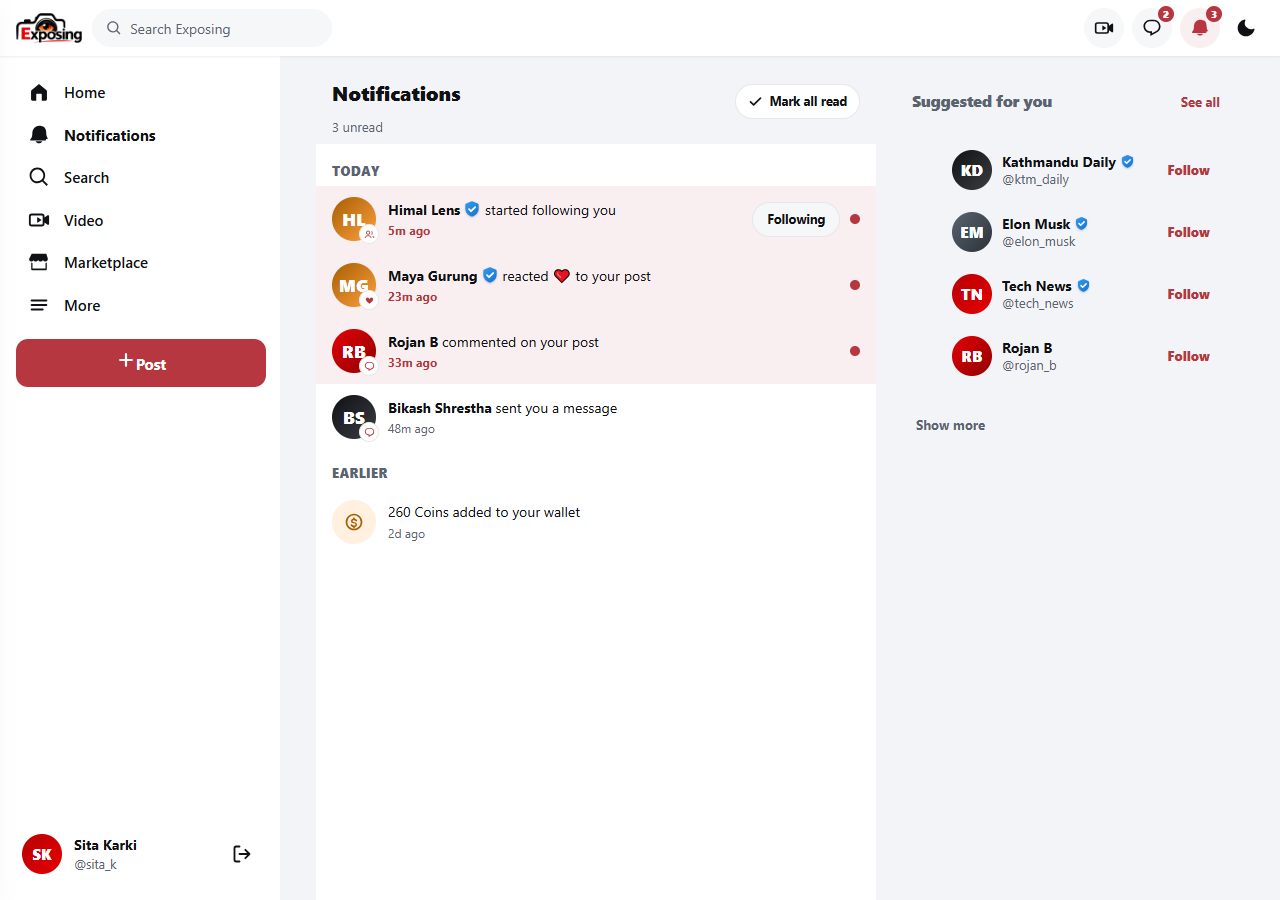 Exposing
Search Exposing
2
3
Home
Notifications
Search
Video
Marketplace
More
+ Post
SK
Sita Karki
@sita_k
Notifications
3 unread
Mark all read
TODAY
HL
Himal Lens started following you
5m ago
Following
MG
Maya Gurung reacted ❤️ to your post
23m ago
RB
Rojan B commented on your post
33m ago
BS
Bikash Shrestha sent you a message
48m ago
EARLIER
$
260 Coins added to your wallet
2d ago
Suggested for you
See all
KD
Kathmandu Daily
@ktm_daily
Follow
EM
Elon Musk
@elon_musk
Follow
TN
Tech News
@tech_news
Follow
RB
Rojan B
@rojan_b
Follow
Show more